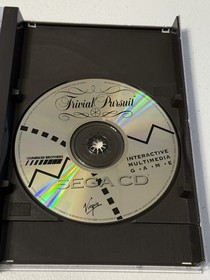 Trivial Pursuit
INTERACTIVE
MULTIMEDIA
G•A•M•E
SEGA CD
Virgin